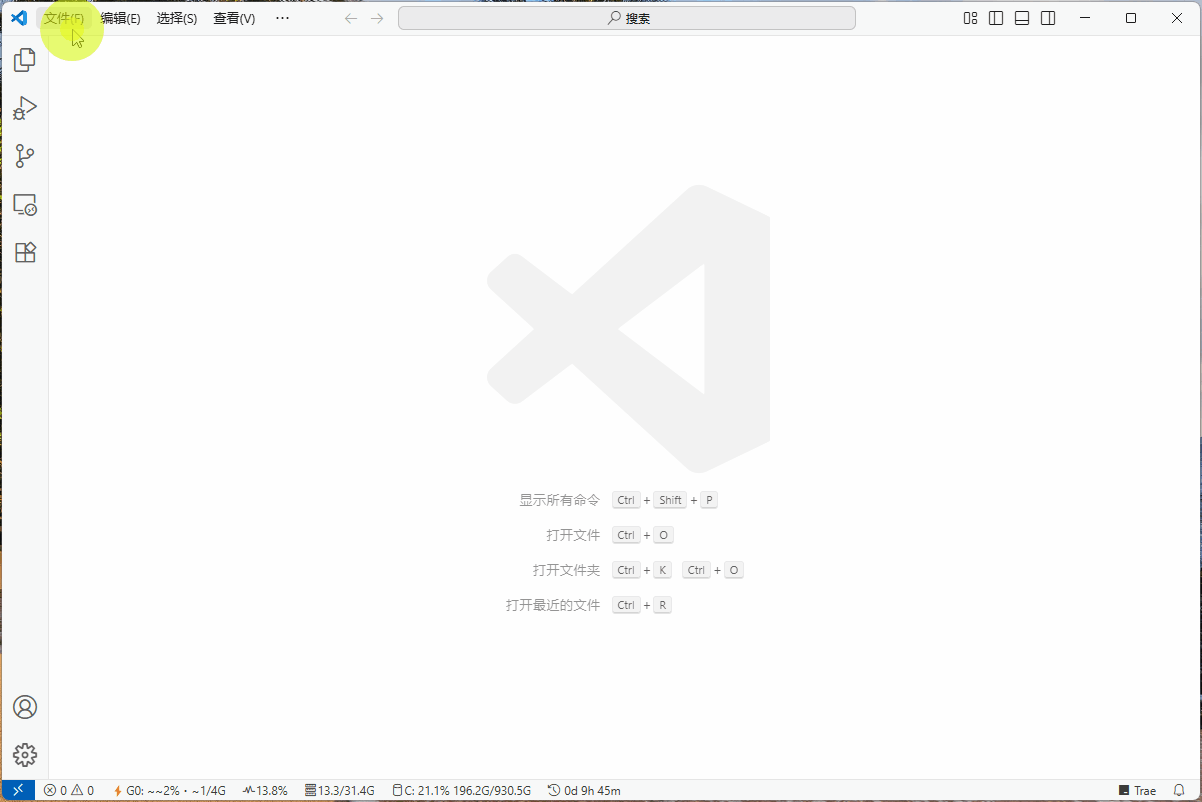 文件(F) 编辑(E) 选择(S) 查看(V) ··· 搜索
显示所有命令 Ctrl + Shift + P
打开文件 Ctrl + O
打开文件夹 Ctrl + K Ctrl + O
打开最近的文件 Ctrl + R
0 0 G0: ~~2% · ~1/4G 13.8% 13.3/31.4G C: 21.1% 196.2G/930.5G 0d 9h 45m Trae